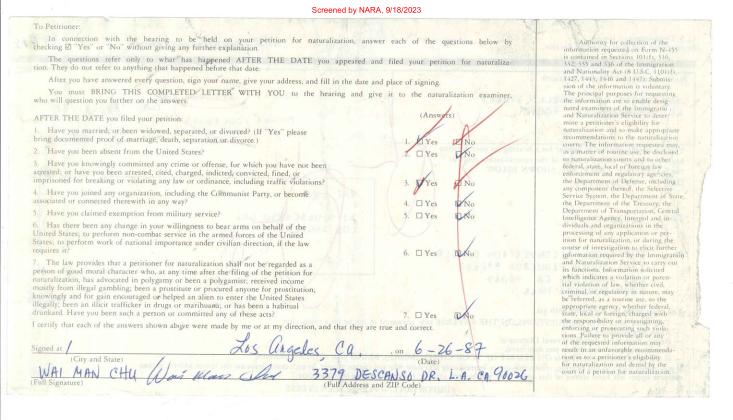 Screened by NARA, 9/18/2023
To Petitioner:
In connection with the hearing to be held on your petition for naturalization, answer each of the questions below by
checking ☑ "Yes" or "No" without giving any further explanation.
The questions refer only to what has happened AFTER THE DATE you appeared and filed your petition for naturaliza-
tion. They do not refer to anything that happened before that date.
After you have answered every question, sign your name, give your address, and fill in the date and place of signing.
You must BRING THIS COMPLETED LETTER WITH YOU to the hearing and give it to the naturalization examiner,
who will question you further on the answers.
(Answers)
AFTER THE DATE you filed your petition:
1. Have you married, or been widowed, separated, or divorced? (If "Yes" please
bring documented proof of marriage, death, separation or divorce.)
1. ☑ Yes ☑ No
2. Have you been absent from the United States?
2. ☐ Yes ☑ No
3. Have you knowingly committed any crime or offense, for which you have not been
arrested; or have you been arrested, cited, charged, indicted, convicted, fined, or
imprisoned for breaking or violating any law or ordinance, including traffic violations?
3. ☑ Yes ☑ No
4. Have you joined any organization, including the Communist Party, or become
associated or connected therewith in any way?
4. ☐ Yes ☑ No
5. Have you claimed exemption from military service?
5. ☐ Yes ☑ No
6. Has there been any change in your willingness to bear arms on behalf of the
United States; to perform non-combat service in the armed forces of the United
States; to perform work of national importance under civilian direction, if the law
requires it?
6. ☐ Yes ☑ No
7. The law provides that a petitioner for naturalization shall not be regarded as a
person of good moral character who, at any time after the filing of the petition for
naturalization, has advocated in polygamy or been a polygamist; received income
mostly from illegal gambling; been a prostitute or procured anyone for prostitution;
knowingly and for gain encouraged or helped an alien to enter the United States
illegally; been an illicit trafficker in drugs or marihuana; or has been a habitual
drunkard. Have you been such a person or committed any of these acts?
7. ☐ Yes ☑ No
I certify that each of the answers shown above were made by me or at my direction, and that they are true and correct.
Signed at Los Angeles, Ca. , on 6-26-87
(City and State) (Date)
WAI MAN CHU Wai Man Chu 3379 DESCANSO DR. L.A. CA. 90026
(Full Signature) (Full Address and ZIP Code)
Authority for collection of the
information requested on Form N-455
is contained in Sections 101(f), 316,
332, 335 and 336 of the Immigration
and Nationality Act (8 U.S.C. 1101(f),
1427, 1443, 1446 and 1447). Submis-
sion of the information is voluntary.
The principal purposes for requesting
the information are to enable desig-
nated examiners of the Immigration
and Naturalization Service to deter-
mine a petitioner's eligibility for
naturalization and to make appropriate
recommendations to the naturalization
courts. The information requested may,
as a matter of routine use, be disclosed
to naturalization courts and to other
federal, state, local or foreign law
enforcement and regulatory agencies,
the Department of Defense, including
any component thereof, the Selective
Service System, the Department of State,
the Department of the Treasury, the
Department of Transportation, Central
Intelligence Agency, Interpol and in-
dividuals and organizations in the
processing of any application or peti-
tion for naturalization, or during the
course of investigation to elicit further
information required by the Immigration
and Naturalization Service to carry out
its functions. Information solicited
which indicates a violation or poten-
tial violation of law, whether civil,
criminal, or regulatory in nature, may
be referred, as a routine use, to the
appropriate agency, whether federal,
state, local or foreign, charged with
the responsibility of investigating,
enforcing or prosecuting such viola-
tions. Failure to provide all or any
of the requested information may
result in an unfavorable recommenda-
tion as to a petitioner's eligibility
for naturalization and denial by the
court of a petition for naturalization.